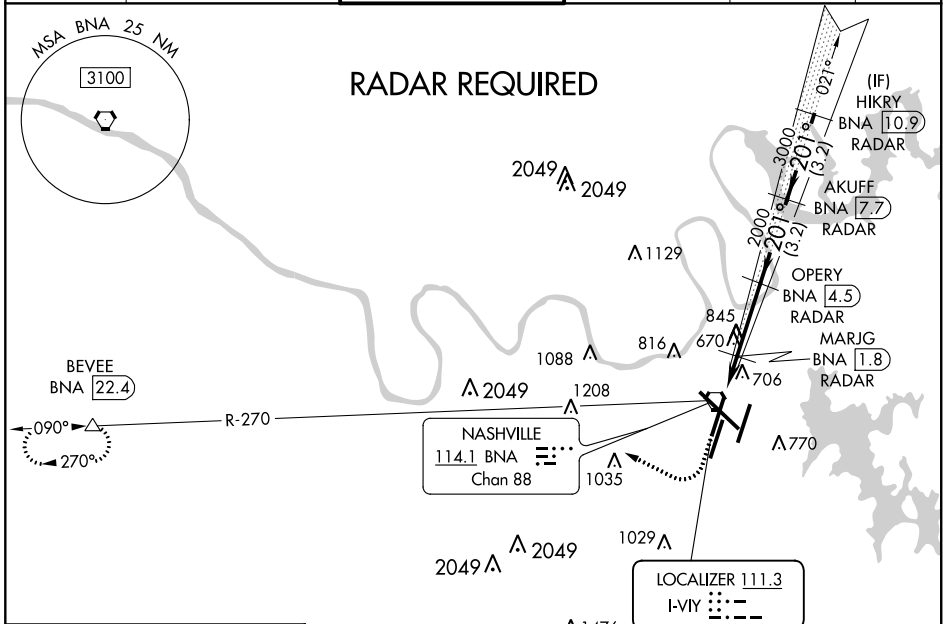 MSA BNA 25 NM
3100
RADAR REQUIRED
021°
(IF)
HIKRY
BNA 10.9
RADAR
3000
201°
(3.2)
AKUFF
BNA 7.7
RADAR
2000
201°
(3.2)
OPERY
BNA 4.5
RADAR
MARJG
BNA 1.8
RADAR
2049
2049
1129
845
670
816
706
1088
2049
1208
770
BEVEE
BNA 22.4
090°
270°
R-270
NASHVILLE
114.1 BNA
Chan 88
1035
1029
2049
2049
LOCALIZER 111.3
I-VIY